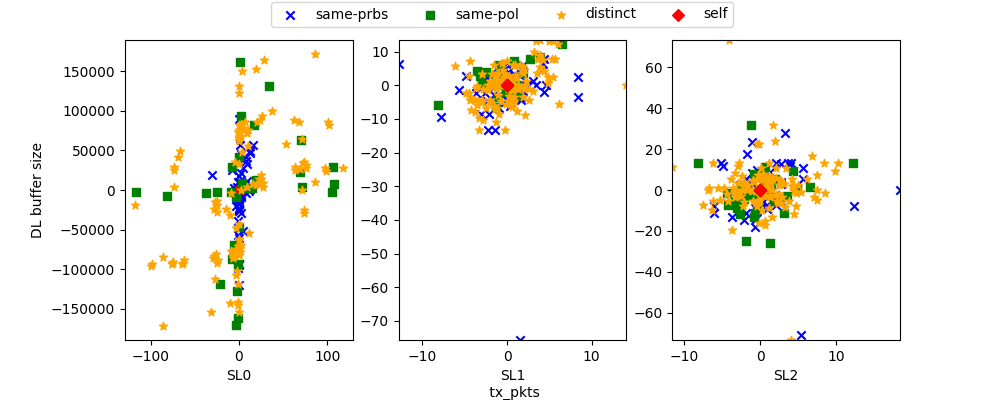 same-prbs same-pol distinct self
DL buffer size
150000
100000
50000
0
−50000
−100000
−150000
−100 0 100
SL0
10
0
−10
−20
−30
−40
−50
−60
−70
−10 0 10
SL1
tx_pkts
60
40
20
0
−20
−40
−60
−10 0 10
SL2